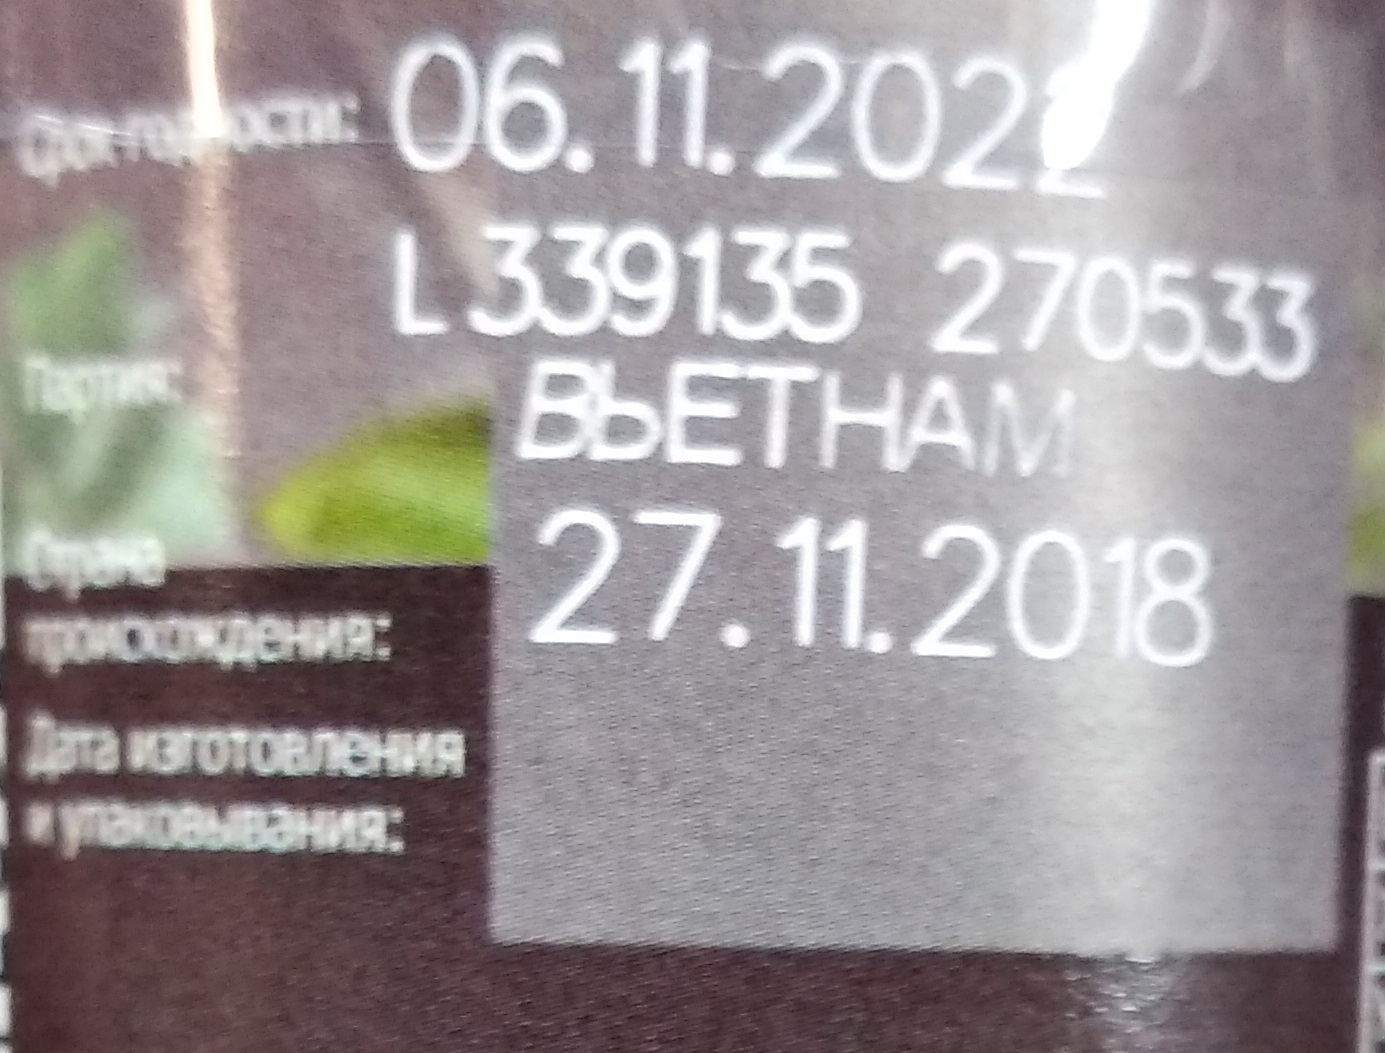 Срок годности: 06.11.2022
L 339135 270533
Партия:
ВЬЕТНАМ
Страна
происхождения:
27.11.2018
Дата изготовления
и упаковывания: